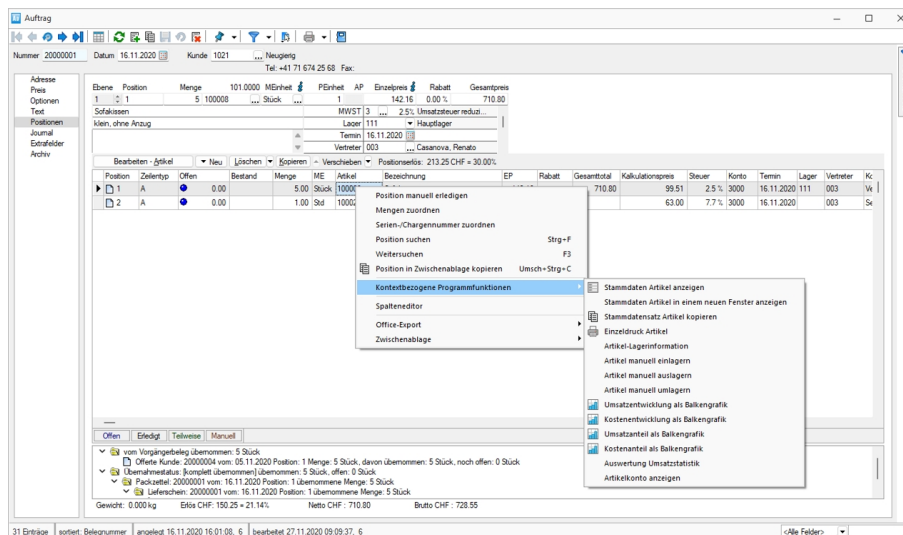 Auftrag
Nummer 20000001 Datum 16.11.2020 Kunde 1021 ... Neugierig
Tel: +41 71 674 25 68 Fax:
Adresse
Preis
Optionen
Text
Positionen
Journal
Extrafelder
Archiv
Ebene Position Menge 101.0000 MEinheit PEinheit AP Einzelpreis Rabatt Gesamtpreis
1 1 5 100008 ... Stück ... 1 142.16 0.00 % 710.80
Sofakissen MWST 3 ... 2.5% Umsatzsteuer reduzi...
klein, ohne Anzug Lager 111 Hauptlager
Termin 16.11.2020
Vertreter 003 ... Casanova, Renato
Bearbeiten - Artikel Neu Löschen Kopieren Verschieben Positionserlös: 213.25 CHF = 30.00%
Position Zeilentyp Offen Bestand Menge ME Artikel Bezeichnung EP Rabatt Gesamttotal Kalkulationspreis Steuer Konto Termin Lager Vertreter
1 A 0.00 5.00 Stück 710.80 99.51 2.5 % 3000 16.11.2020 111 003
2 A 0.00 1.00 Std 63.00 7.7 % 3000 16.11.2020 003
Position manuell erledigen
Mengen zuordnen
Serien-/Chargennummer zuordnen
Position suchen Strg+F
Weitersuchen F3
Position in Zwischenablage kopieren Umsch+Strg+C
Kontextbezogene Programmfunktionen
Spalteneditor
Office-Export
Zwischenablage
Stammdaten Artikel anzeigen
Stammdaten Artikel in einem neuen Fenster anzeigen
Stammdatensatz Artikel kopieren
Einzeldruck Artikel
Artikel-Lagerinformation
Artikel manuell einlagern
Artikel manuell auslagern
Artikel manuell umlagern
Umsatzentwicklung als Balkengrafik
Kostenentwicklung als Balkengrafik
Umsatzanteil als Balkengrafik
Kostenanteil als Balkengrafik
Auswertung Umsatzstatistik
Artikelkonto anzeigen
Offen Erledigt Teilweise Manuell
vom Vorgängerbeleg übernommen: 5 Stück
Offerte Kunde: 20000004 vom: 05.11.2020 Position: 1 Menge: 5 Stück, davon übernommen: 5 Stück, noch offen: 0 Stück
Übernahmestatus: [komplett übernommen] übernommen: 5 Stück, offen: 0 Stück
Packzettel: 20000001 vom: 16.11.2020 Position: 1 übernommene Menge: 5 Stück
Lieferschein: 20000001 vom: 16.11.2020 Position: 1 übernommene Menge: 5 Stück
Gewicht: 0.000 kg Erlös CHF: 150.25 = 21.14% Netto CHF : 710.80 Brutto CHF : 728.55
31 Einträge sortiert: Belegnummer angelegt 16.11.2020 16:01:08, 6 bearbeitet 27.11.2020 09:09:37, 6 <Alle Felder>